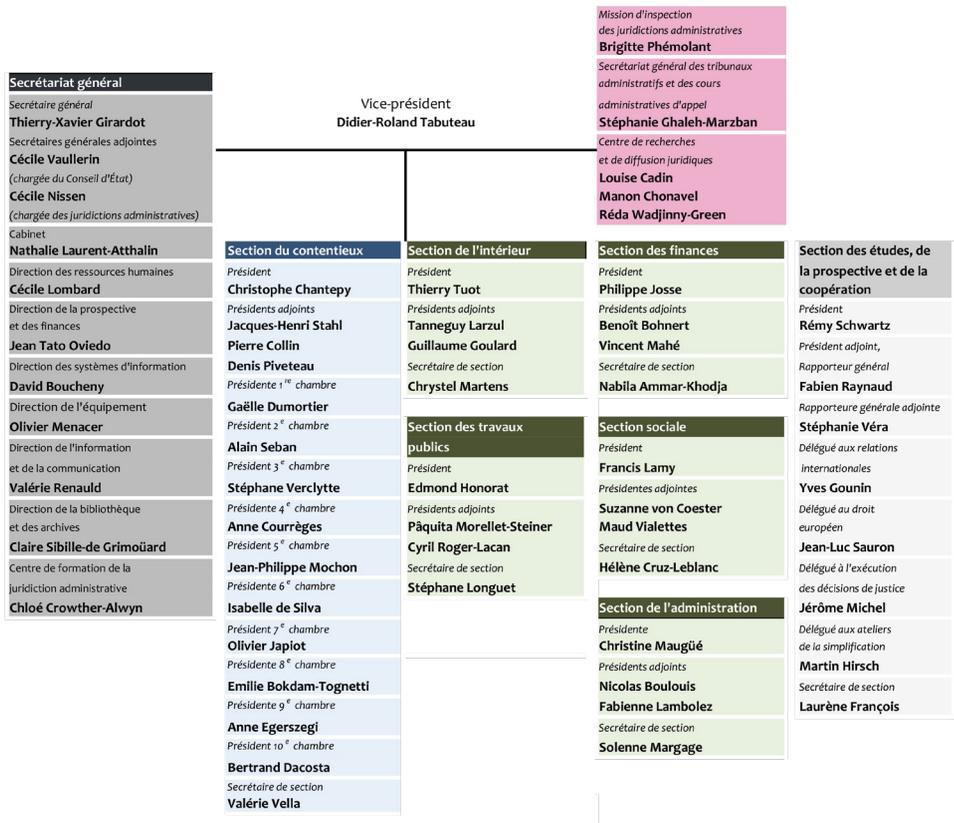 Vice-président
Didier-Roland Tabuteau
Mission d'inspection
des juridictions administratives
Brigitte Phémolant
Secrétariat général des tribunaux
administratifs et des cours
administratives d'appel
Stéphanie Ghaleh-Marzban
Centre de recherches
et de diffusion juridiques
Louise Cadin
Manon Chonavel
Réda Wadjinny-Green
Secrétariat général
Secrétaire général
Thierry-Xavier Girardot
Secrétaires générales adjointes
Cécile Vaullerin
(chargée du Conseil d'État)
Cécile Nissen
(chargée des juridictions administratives)
Cabinet
Nathalie Laurent-Atthalin
Direction des ressources humaines
Cécile Lombard
Direction de la prospective
et des finances
Jean Tato Oviedo
Direction des systèmes d'information
David Boucheny
Direction de l'équipement
Olivier Menacer
Direction de l'information
et de la communication
Valérie Renauld
Direction de la bibliothèque
et des archives
Claire Sibille-de Grimoüard
Centre de formation de la
juridiction administrative
Chloé Crowther-Alwyn
Section du contentieux
Président
Christophe Chantepy
Présidents adjoints
Jacques-Henri Stahl
Pierre Collin
Denis Piveteau
Présidente 1re chambre
Gaëlle Dumortier
Président 2e chambre
Alain Seban
Président 3e chambre
Stéphane Verclytte
Présidente 4e chambre
Anne Courrèges
Président 5e chambre
Jean-Philippe Mochon
Présidente 6e chambre
Isabelle de Silva
Président 7e chambre
Olivier Japiot
Présidente 8e chambre
Emilie Bokdam-Tognetti
Présidente 9e chambre
Anne Egerszegi
Président 10e chambre
Bertrand Dacosta
Secrétaire de section
Valérie Vella
Section de l'intérieur
Président
Thierry Tuot
Présidents adjoints
Tanneguy Larzul
Guillaume Goulard
Secrétaire de section
Chrystel Martens
Section des travaux
publics
Président
Edmond Honorat
Présidents adjoints
Pâquita Morellet-Steiner
Cyril Roger-Lacan
Secrétaire de section
Stéphane Longuet
Section des finances
Président
Philippe Josse
Présidents adjoints
Benoît Bohnert
Vincent Mahé
Secrétaire de section
Nabila Ammar-Khodja
Section sociale
Président
Francis Lamy
Présidentes adjointes
Suzanne von Coester
Maud Vialettes
Secrétaire de section
Hélène Cruz-Leblanc
Section de l'administration
Présidente
Christine Maugüé
Présidents adjoints
Nicolas Boulouis
Fabienne Lambolez
Secrétaire de section
Solenne Margage
Section des études, de
la prospective et de la
coopération
Président
Rémy Schwartz
Président adjoint,
Rapporteur général
Fabien Raynaud
Rapporteure générale adjointe
Stéphanie Véra
Délégué aux relations
internationales
Yves Gounin
Délégué au droit
européen
Jean-Luc Sauron
Délégué à l'exécution
des décisions de justice
Jérôme Michel
Délégué aux ateliers
de la simplification
Martin Hirsch
Secrétaire de section
Laurène François